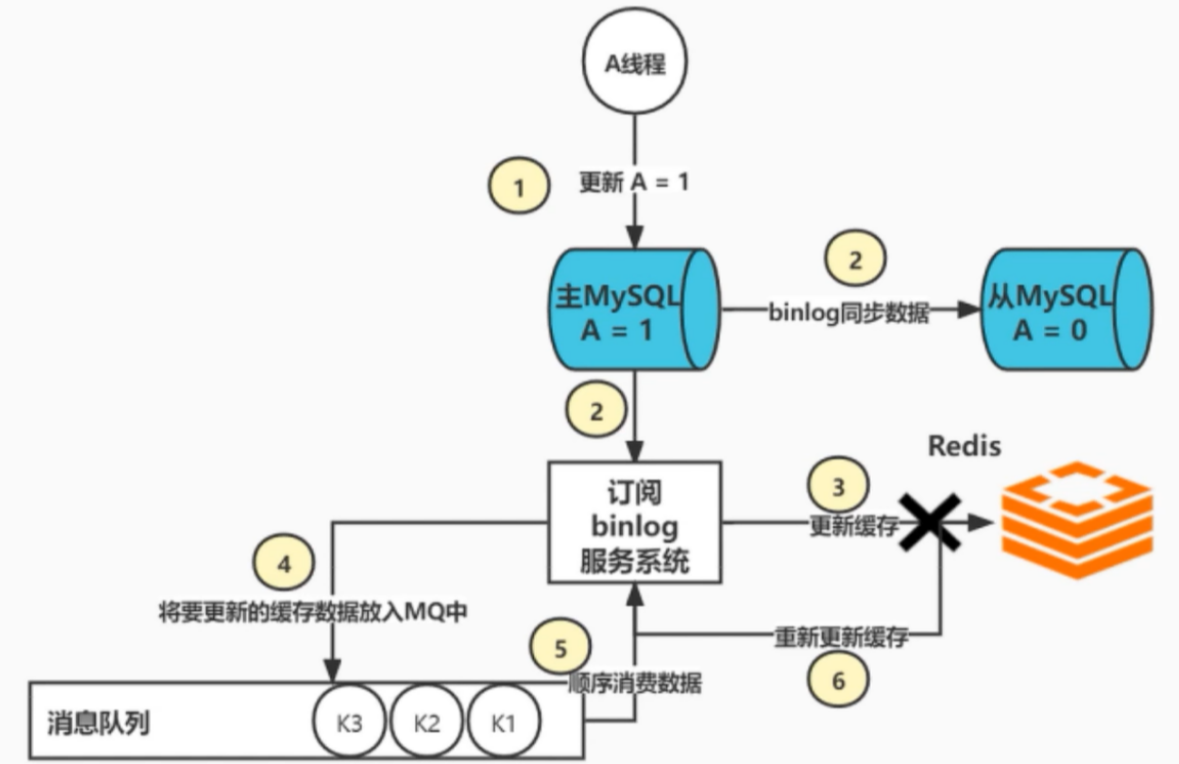 A线程
1
更新 A = 1
2
主MySQL
A = 1
binlog同步数据
从MySQL
A = 0
2
Redis
订阅
binlog
服务系统
3
更新缓存
4
将要更新的缓存数据放入MQ中
5
顺序消费数据
重新更新缓存
6
消息队列
K3
K2
K1